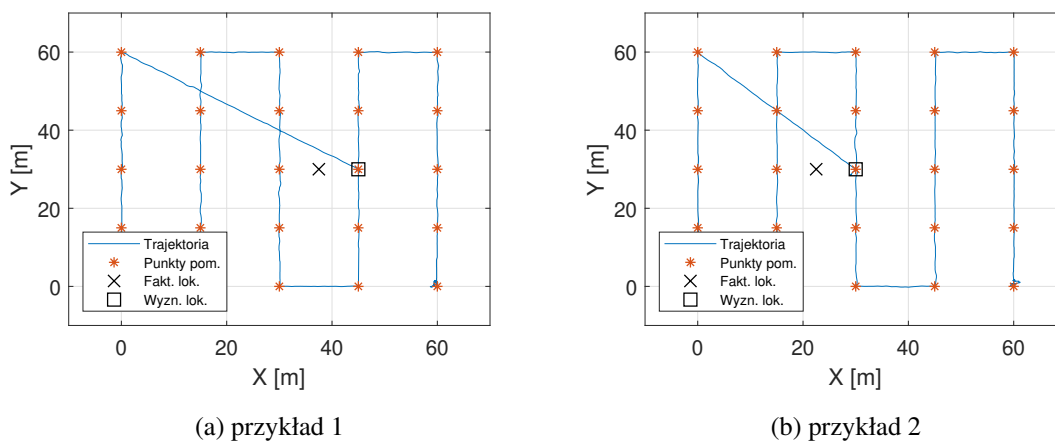 60
40
20
0
Y [m]
Trajektoria
Punkty pom.
Fakt. lok.
Wyzn. lok.
0 20 40 60
X [m]
(a) przykład 1
60
40
20
0
Y [m]
Trajektoria
Punkty pom.
Fakt. lok.
Wyzn. lok.
0 20 40 60
X [m]
(b) przykład 2